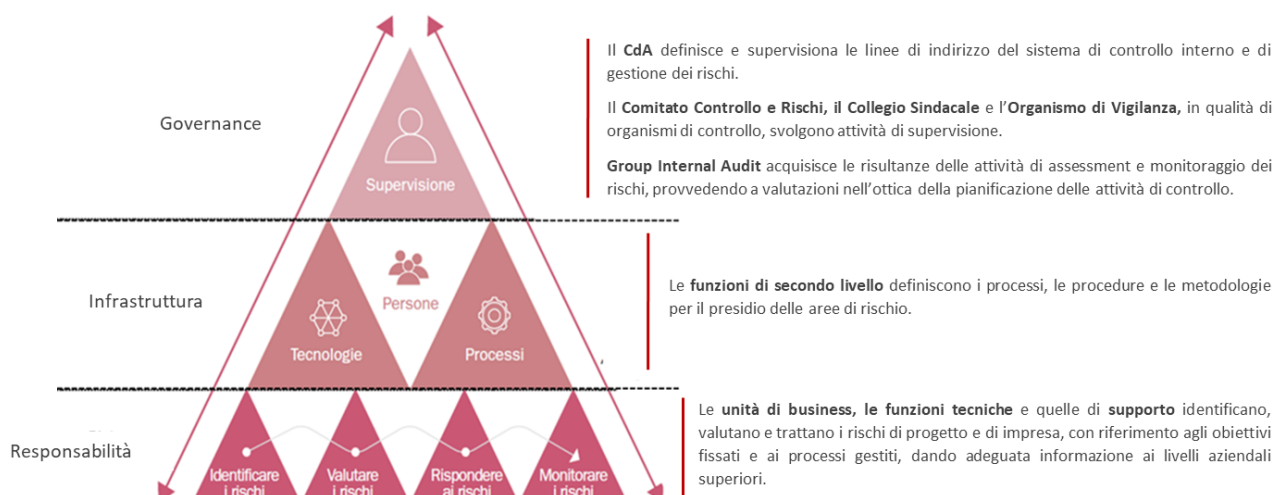 Governance
Supervisione
Il CdA definisce e supervisiona le linee di indirizzo del sistema di controllo interno e di
gestione dei rischi.
Il Comitato Controllo e Rischi, il Collegio Sindacale e l'Organismo di Vigilanza, in qualità di
organismi di controllo, svolgono attività di supervisione.
Group Internal Audit acquisisce le risultanze delle attività di assessment e monitoraggio dei
rischi, provvedendo a valutazioni nell'ottica della pianificazione delle attività di controllo.
Infrastruttura
Persone
Tecnologie
Processi
Le funzioni di secondo livello definiscono i processi, le procedure e le metodologie
per il presidio delle aree di rischio.
Responsabilità
Identificare
i rischi
Valutare
i rischi
Rispondere
ai rischi
Monitorare
i rischi
Le unità di business, le funzioni tecniche e quelle di supporto identificano,
valutano e trattano i rischi di progetto e di impresa, con riferimento agli obiettivi
fissati e ai processi gestiti, dando adeguata informazione ai livelli aziendali
superiori.